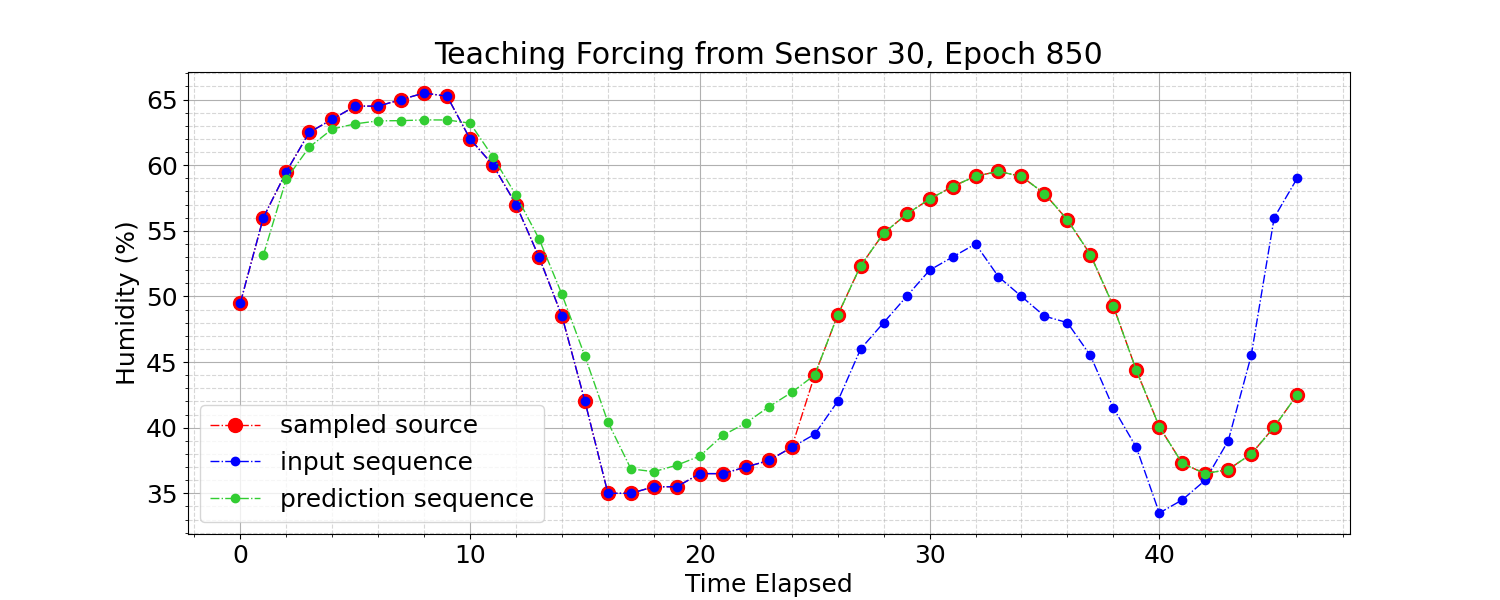 Teaching Forcing from Sensor 30, Epoch 850
65
60
55
50
45
40
35
Humidity (%)
sampled source
input sequence
prediction sequence
0 10 20 30 40
Time Elapsed